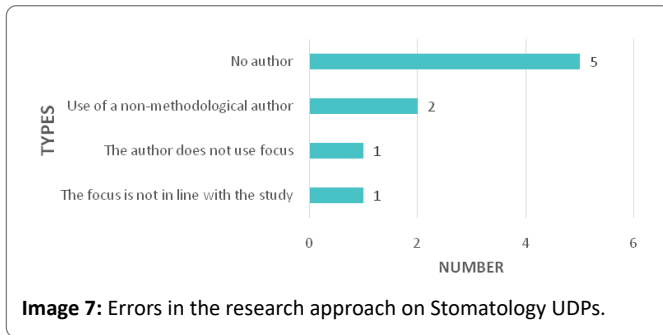 No author
5
Use of a non-methodological author
2
The author does not use focus
1
The focus is not in line with the study
1
TYPES
0 2 4 6
NUMBER
Image 7: Errors in the research approach on Stomatology UDPs.